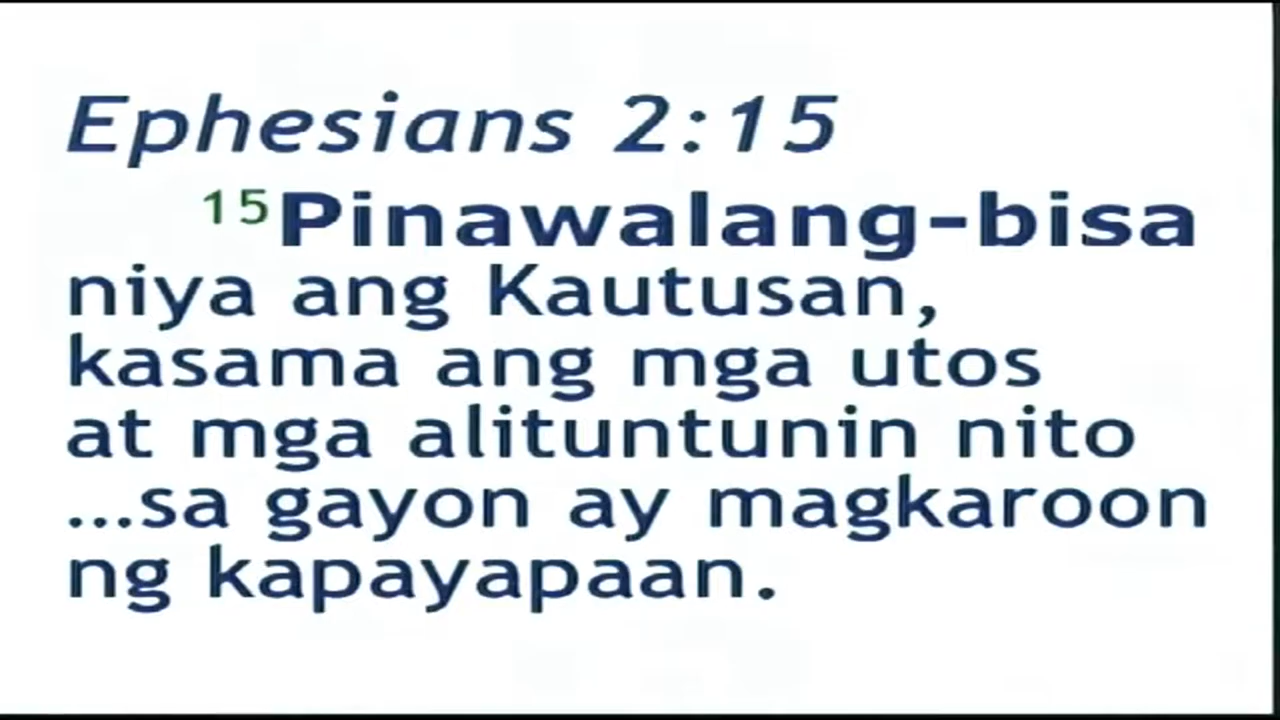 Ephesians 2:15
15Pinawalang-bisa
niya ang Kautusan,
kasama ang mga utos
at mga alituntunin nito
...sa gayon ay magkaroon
ng kapayapaan.